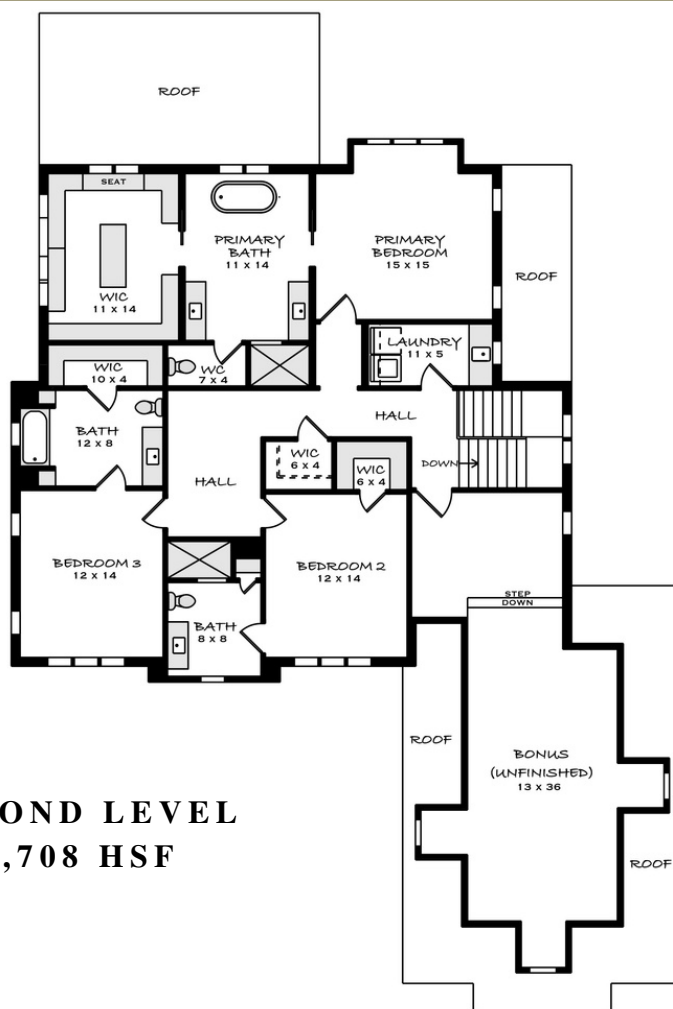 ROOF
SEAT
PRIMARY
BATH
11 x 14
PRIMARY
BEDROOM
15 x 15
ROOF
WIC
11 x 14
LAUNDRY
11 x 5
WIC
10 x 4
WC
7 x 4
HALL
BATH
12 x 8
WIC
6 x 4
WIC
6 x 4
DOWN
HALL
BEDROOM 3
12 x 14
BEDROOM 2
12 x 14
STEP
DOWN
BATH
8 x 8
ROOF
BONUS
(UNFINISHED)
13 x 36
ROOF
OND LEVEL
,708 HSF